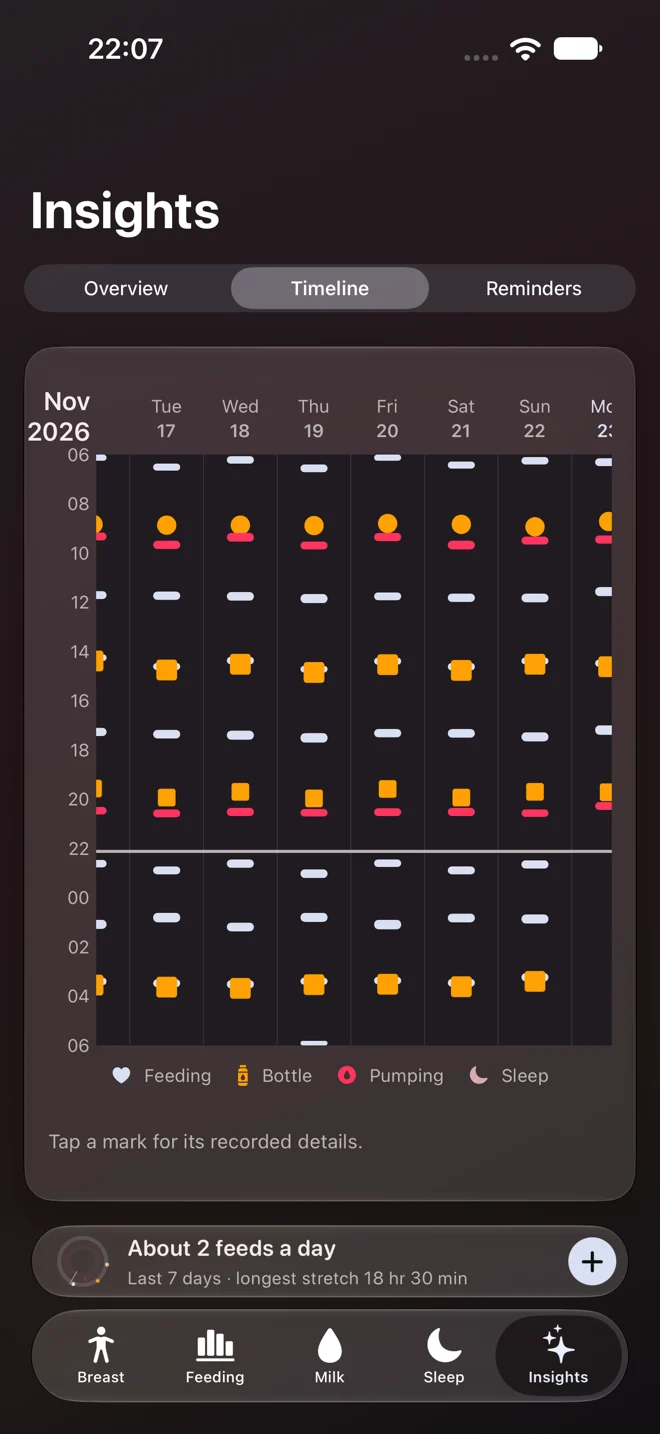 22:07
Insights
Overview Timeline Reminders
Nov 2026
Tue 17
Wed 18
Thu 19
Fri 20
Sat 21
Sun 22
06
08
10
12
14
16
18
20
22
00
02
04
06
Feeding Bottle Pumping Sleep
Tap a mark for its recorded details.
About 2 feeds a day
Last 7 days · longest stretch 18 hr 30 min
Breast Feeding Milk Sleep Insights